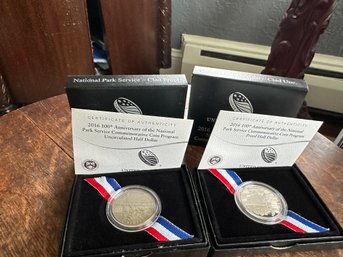 National Park Service - Clad Proof
Clad Unc
CERTIFICATE OF AUTHENTICITY
2016 100th Anniversary of the National
Park Service Commemorative Coin Program
Uncirculated Half Dollar
CERTIFICATE OF AUTHENTICITY
2016 100th Anniversary of the National
Park Service Commemorative Coin Program
Proof Half Dollar